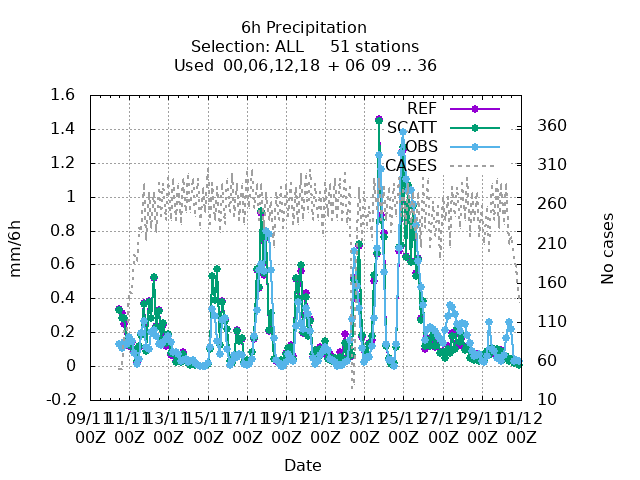 6h Precipitation
Selection: ALL 51 stations
Used 00,06,12,18 + 06 09 ... 36
REF
SCATT
OBS
CASES
mm/6h
1.6
1.4
1.2
1
0.8
0.6
0.4
0.2
0
-0.2
No cases
360
310
260
210
160
110
60
10
09/11 11/11 13/11 15/11 17/11 19/11 21/11 23/11 25/11 27/11 29/11 01/12
00Z 00Z 00Z 00Z 00Z 00Z 00Z 00Z 00Z 00Z 00Z 00Z
Date